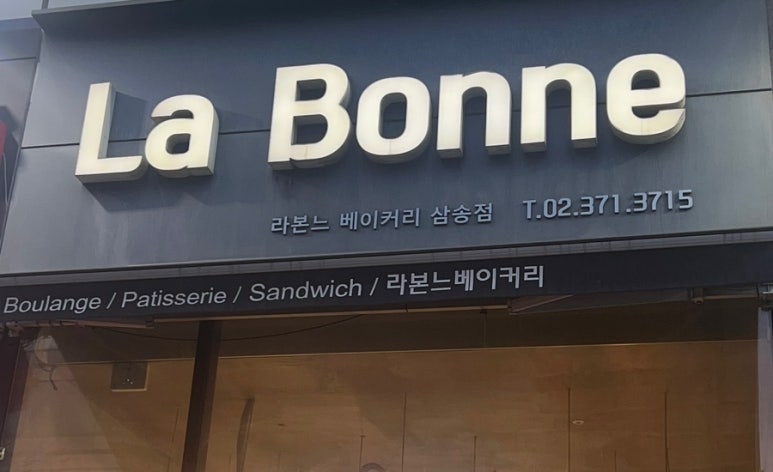 La Bonne
라본느 베이커리 삼송점 T.02.371.3715
Boulange / Patisserie / Sandwich / 라본느베이커리